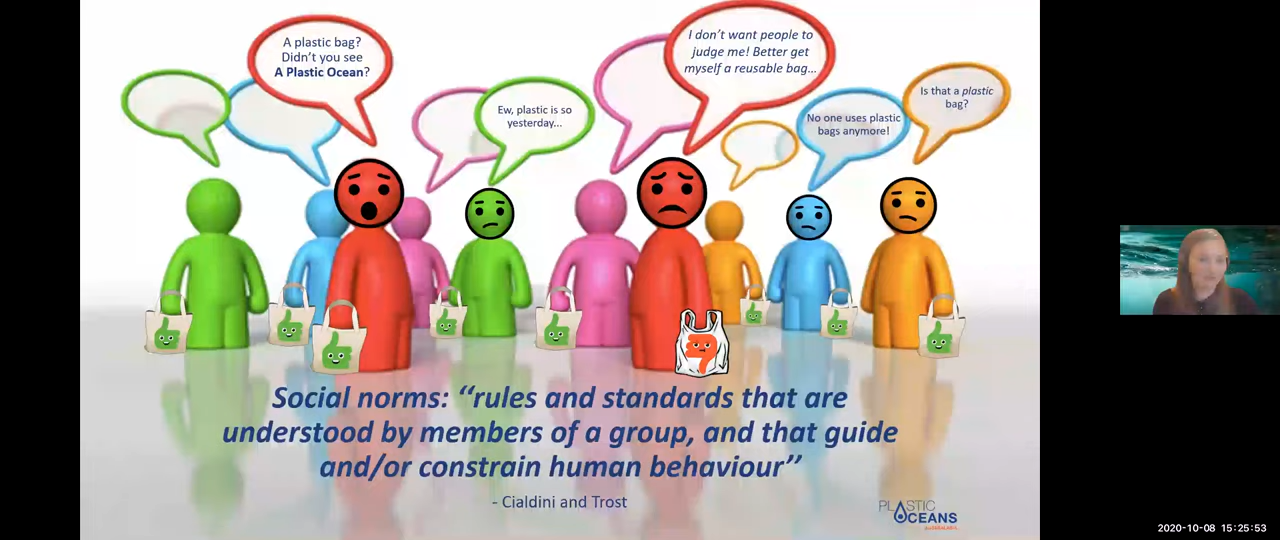 A plastic bag?
Didn't you see
A Plastic Ocean?
Ew, plastic is so
yesterday...
I don't want people to
judge me! Better get
myself a reusable bag...
No one uses plastic
bags anymore!
Is that a plastic
bag?
Social norms: “rules and standards that are
understood by members of a group, and that guide
and/or constrain human behaviour”
- Cialdini and Trost
PLASTIC
OCEANS
2020-10-08 15:25:53